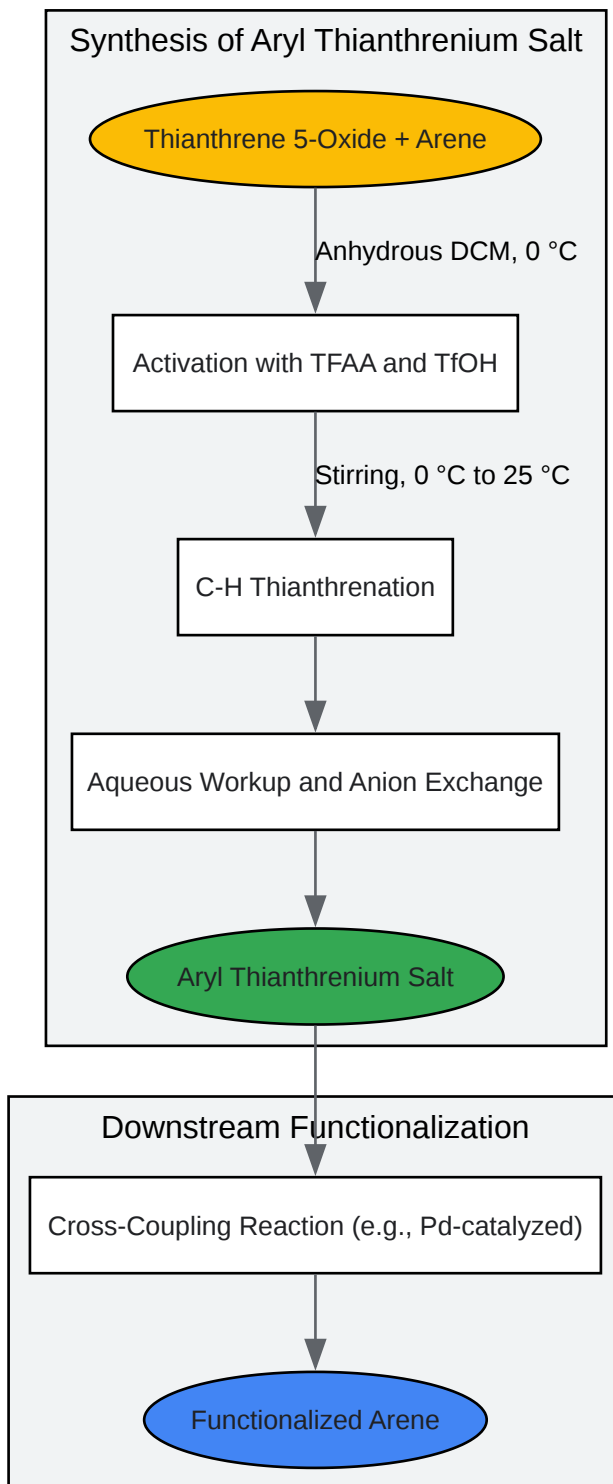 Synthesis of Aryl Thianthrenium Salt
Thianthrene 5-Oxide + Arene
Anhydrous DCM, 0 °C
Activation with TFAA and TfOH
Stirring, 0 °C to 25 °C
C-H Thianthrenation
Aqueous Workup and Anion Exchange
Aryl Thianthrenium Salt
Downstream Functionalization
Cross-Coupling Reaction (e.g., Pd-catalyzed)
Functionalized Arene